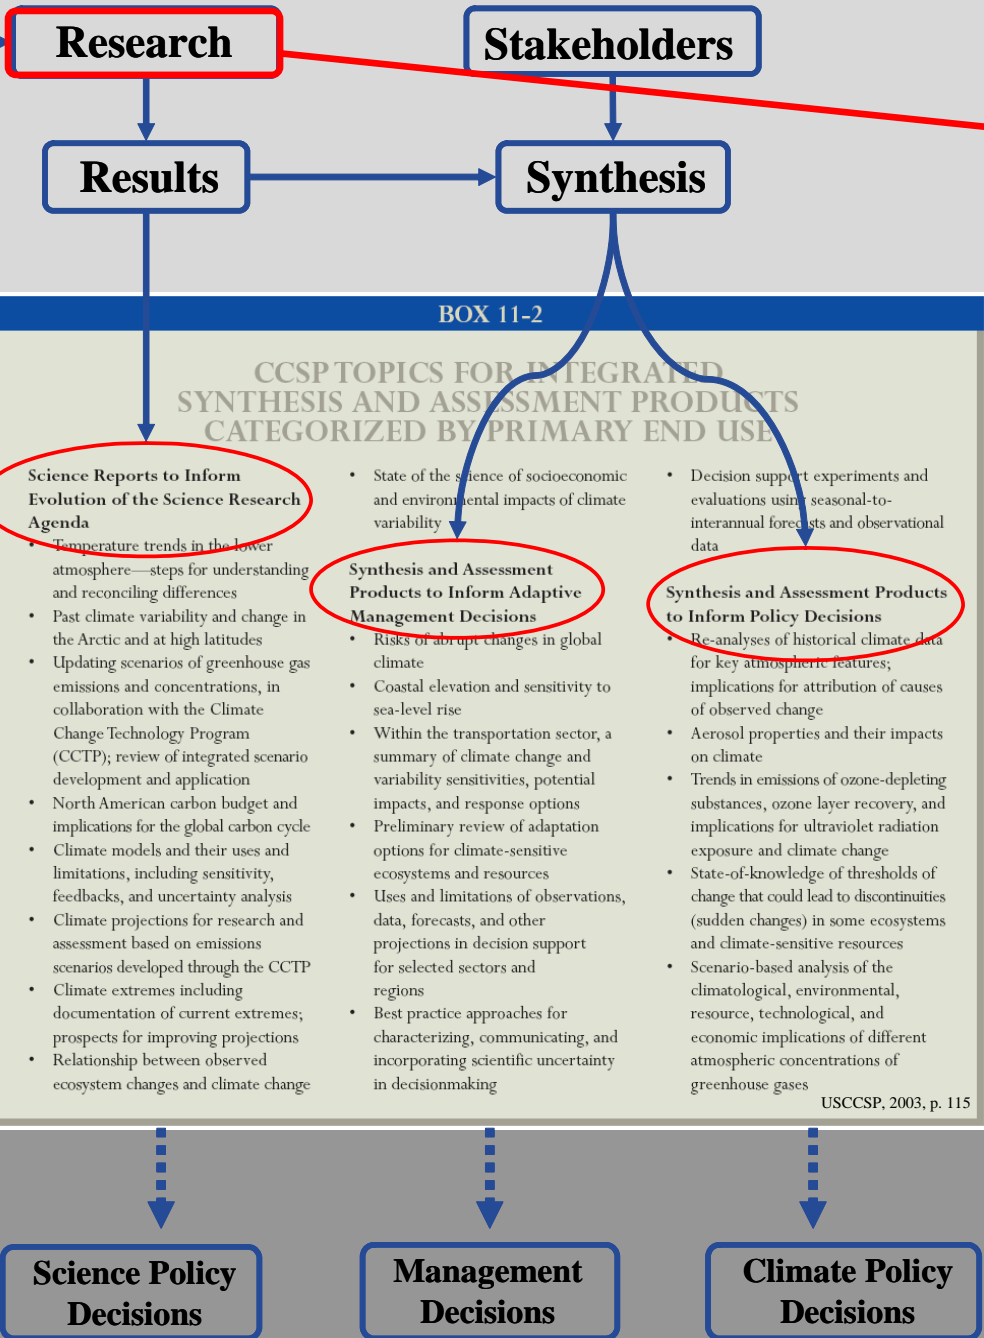 Research
Stakeholders
Results
Synthesis
BOX 11-2
CCSP TOPICS FOR INTEGRATED
SYNTHESIS AND ASSESSMENT PRODUCTS
CATEGORIZED BY PRIMARY END USE
Science Reports to Inform
Evolution of the Science Research
Agenda
• Temperature trends in the lower
atmosphere—steps for understanding
and reconciling differences
• Past climate variability and change in
the Arctic and at high latitudes
• Updating scenarios of greenhouse gas
emissions and concentrations, in
collaboration with the Climate
Change Technology Program
(CCTP); review of integrated scenario
development and application
• North American carbon budget and
implications for the global carbon cycle
• Climate models and their uses and
limitations, including sensitivity,
feedbacks, and uncertainty analysis
• Climate projections for research and
assessment based on emissions
scenarios developed through the CCTP
• Climate extremes including
documentation of current extremes;
prospects for improving projections
• Relationship between observed
ecosystem changes and climate change
• State of the science of socioeconomic
and environmental impacts of climate
variability
Synthesis and Assessment
Products to Inform Adaptive
Management Decisions
• Risks of abrupt changes in global
climate
• Coastal elevation and sensitivity to
sea-level rise
• Within the transportation sector, a
summary of climate change and
variability sensitivities, potential
impacts, and response options
• Preliminary review of adaptation
options for climate-sensitive
ecosystems and resources
• Uses and limitations of observations,
data, forecasts, and other
projections in decision support
for selected sectors and
regions
• Best practice approaches for
characterizing, communicating, and
incorporating scientific uncertainty
in decisionmaking
• Decision support experiments and
evaluations using seasonal-to-
interannual forecasts and observational
data
Synthesis and Assessment Products
to Inform Policy Decisions
• Re-analyses of historical climate data
for key atmospheric features;
implications for attribution of causes
of observed change
• Aerosol properties and their impacts
on climate
• Trends in emissions of ozone-depleting
substances, ozone layer recovery, and
implications for ultraviolet radiation
exposure and climate change
• State-of-knowledge of thresholds of
change that could lead to discontinuities
(sudden changes) in some ecosystems
and climate-sensitive resources
• Scenario-based analysis of the
climatological, environmental,
resource, technological, and
economic implications of different
atmospheric concentrations of
greenhouse gases
USCCSP, 2003, p. 115
Science Policy
Decisions
Management
Decisions
Climate Policy
Decisions